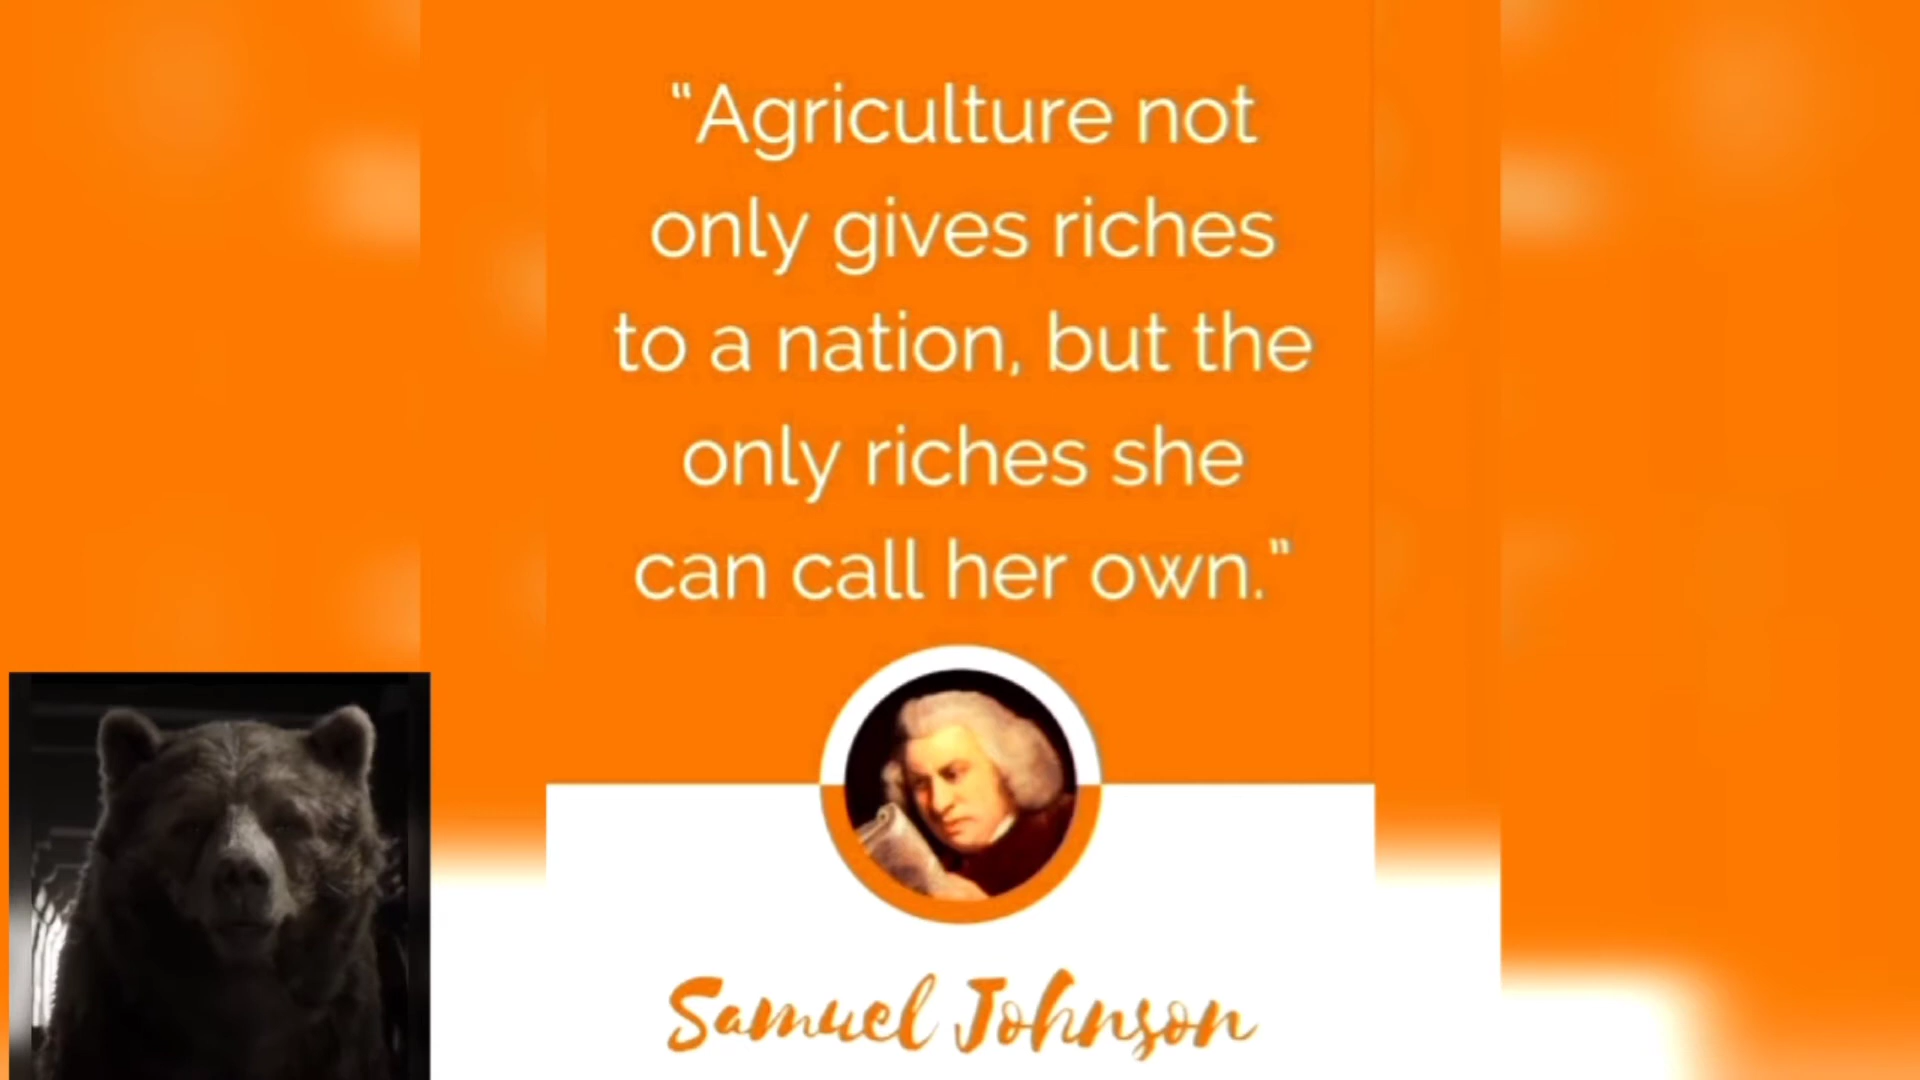 “Agriculture not
only gives riches
to a nation, but the
only riches she
can call her own.”
Samuel Johnson